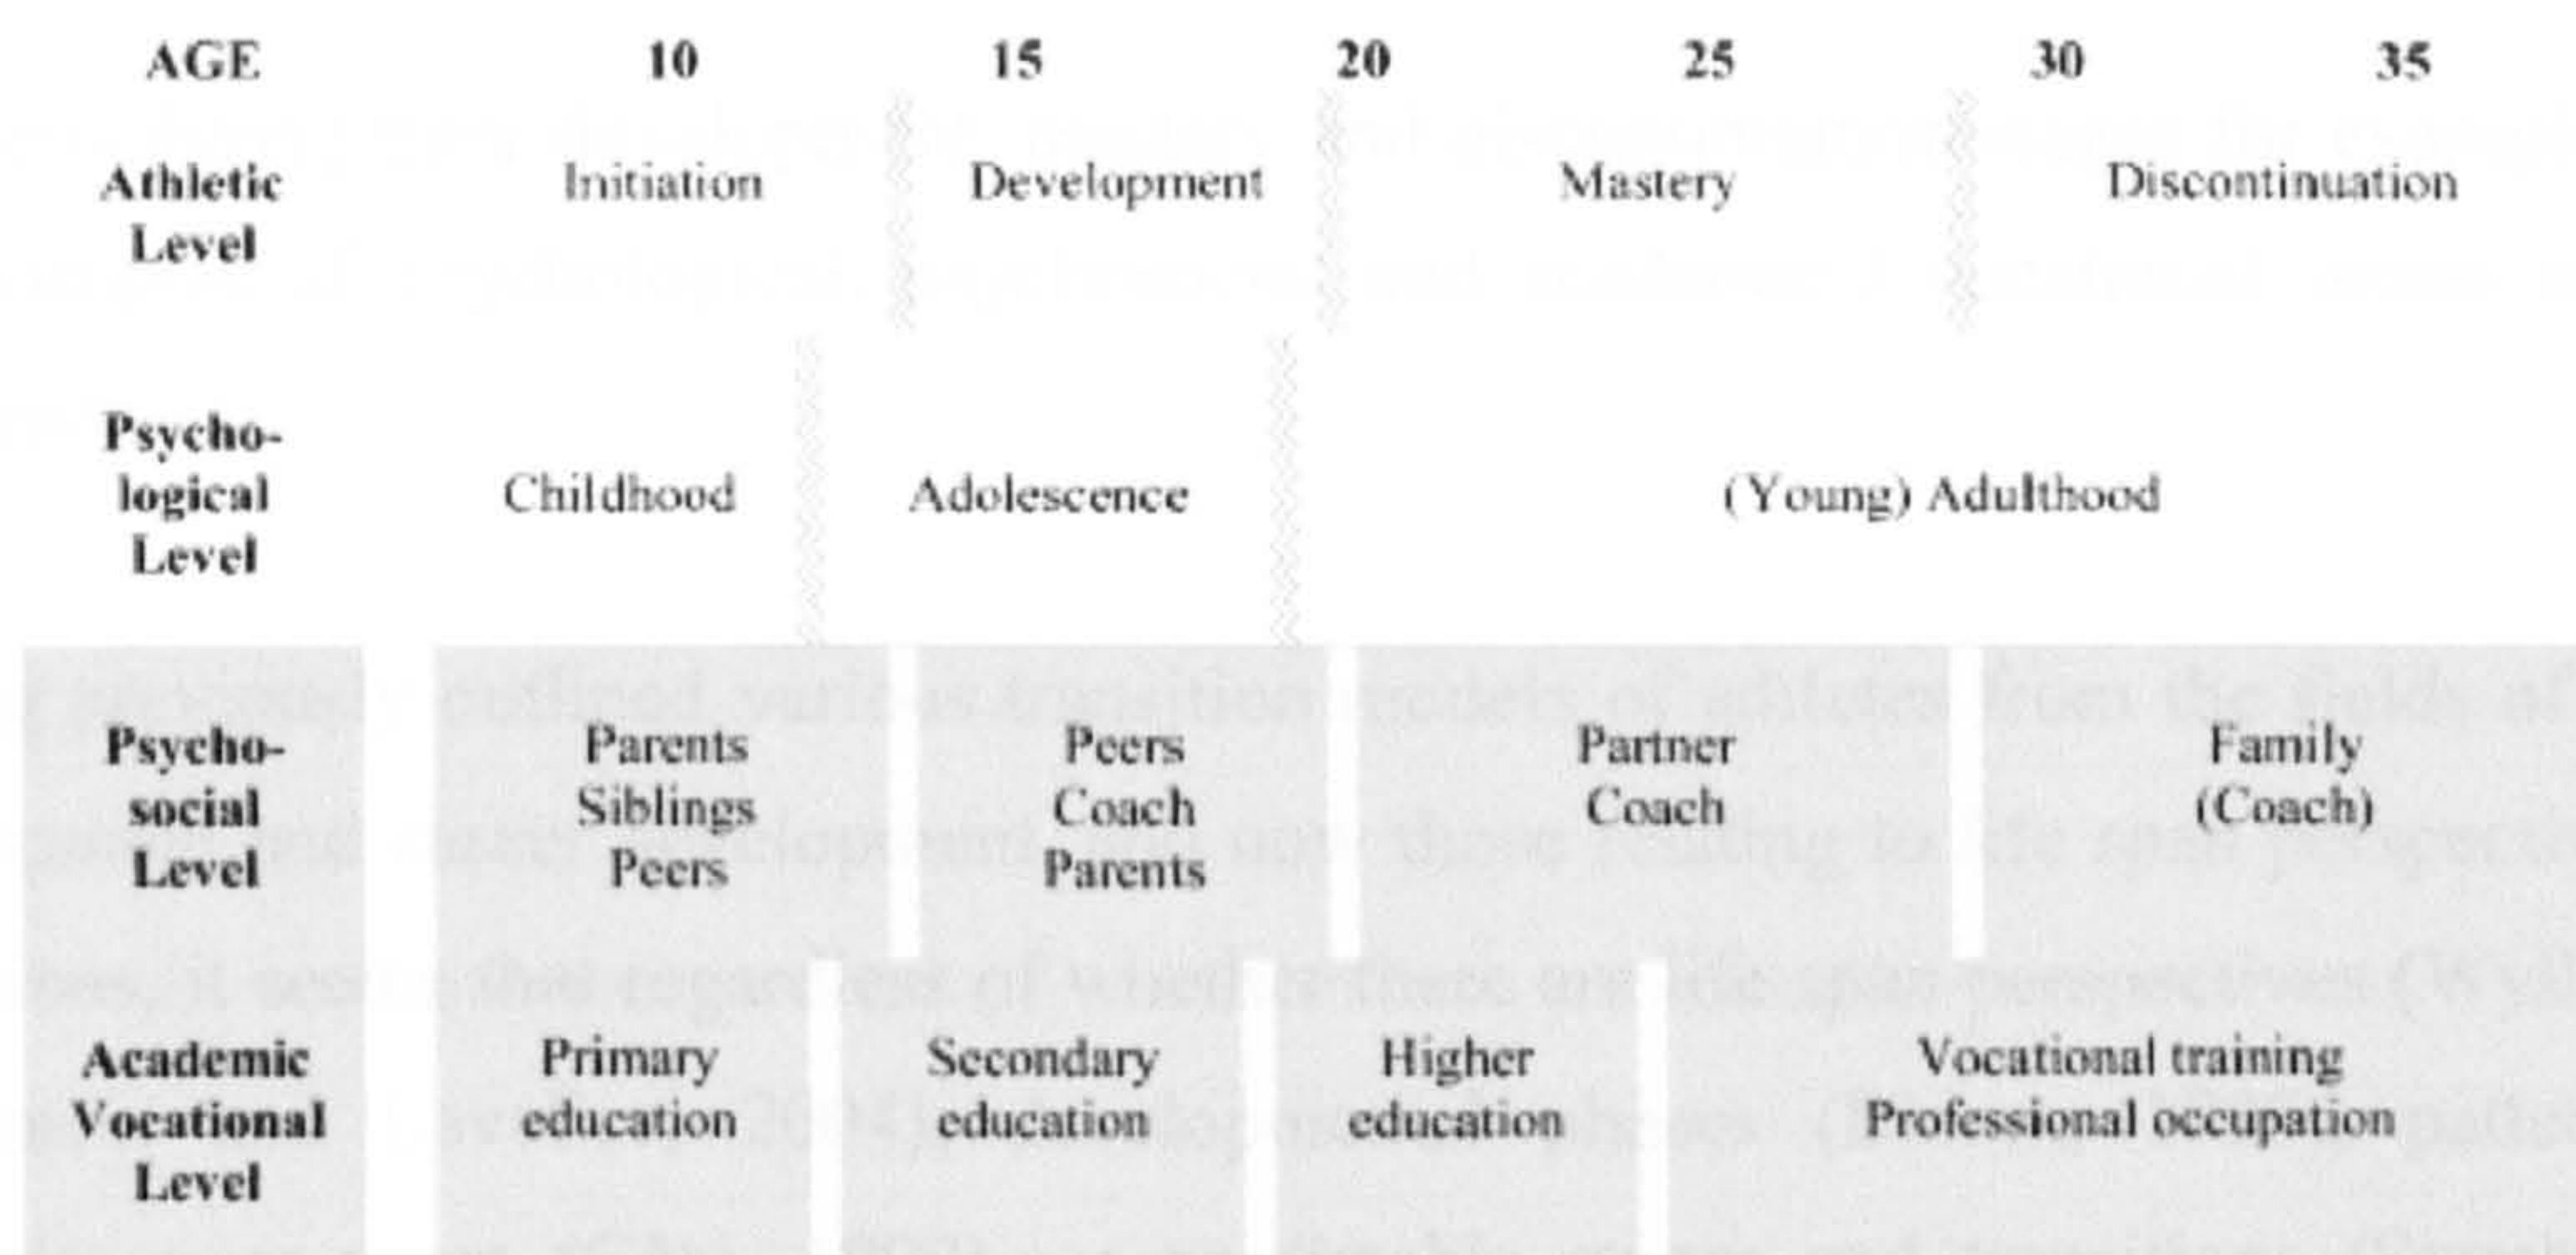 AGE 10 15 20 25 30 35
Athletic Level Initiation Development Mastery Discontinuation
Psycho-
logical
Level
Childhood Adolescence (Young) Adulthood
Psycho-
social
Level
Parents
Siblings
Peers
Peers
Coach
Parents
Partner
Coach
Family
(Coach)
Academic
Vocational
Level
Primary
education
Secondary
education
Higher
education
Vocational training
Professional occupation